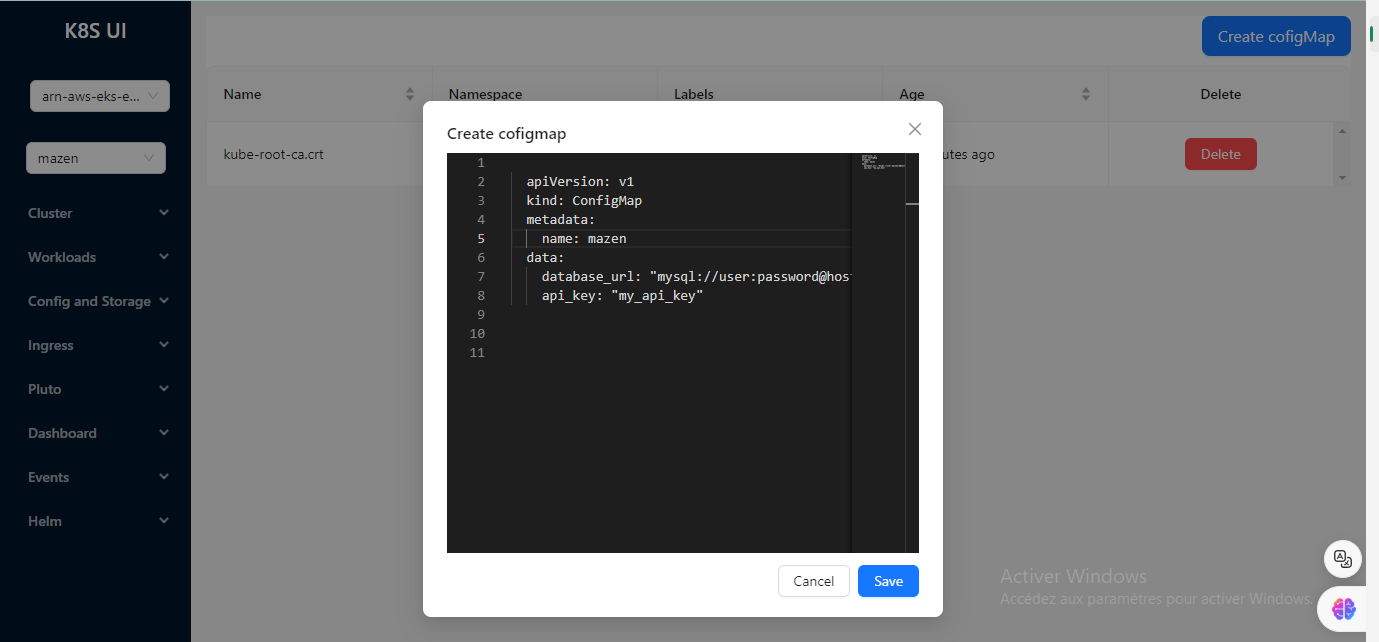 K8S UI
arn-aws-eks-e...
mazen
Cluster
Workloads
Config and Storage
Ingress
Pluto
Dashboard
Events
Helm
Create cofigMap
Name Namespace Labels Age Delete
kube-root-ca.crt utes ago Delete
Create cofigmap
1
2 apiVersion: v1
3 kind: ConfigMap
4 metadata:
5 name: mazen
6 data:
7 database_url: "mysql://user:password@host
8 api_key: "my_api_key"
9
10
11
Cancel Save
Activer Windows
Accédez aux paramètres pour activer Windows.